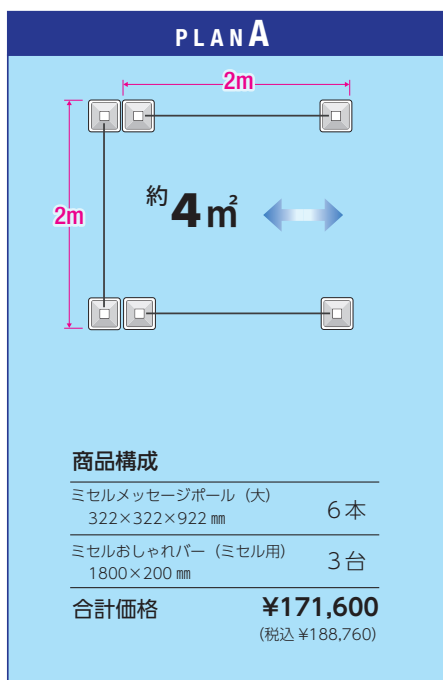 PLAN A
2m
2m
約4㎡
商品構成
ミセルメッセージポール（大） 6本
322×322×922㎜
ミセルおしゃれバー（ミセル用） 3台
1800×200㎜
合計価格 ¥171,600
(税込¥188,760)